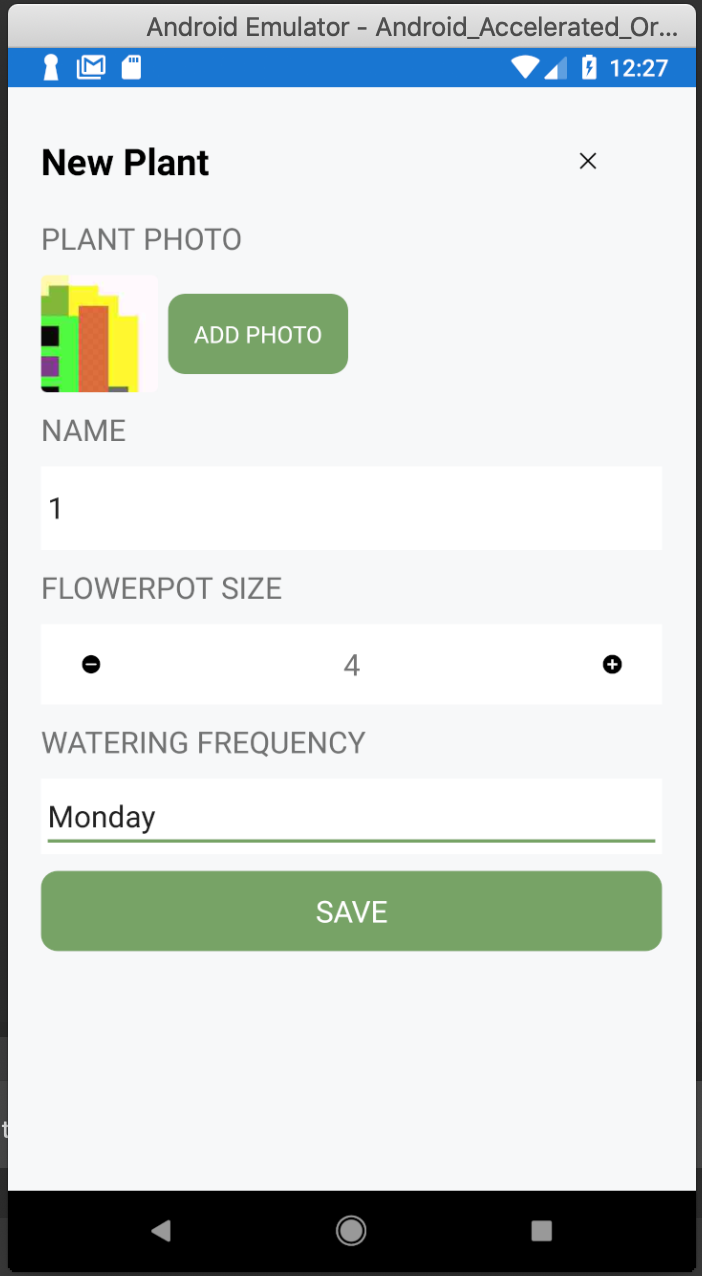 Android Emulator - Android_Accelerated_Or...
12:27
New Plant
PLANT PHOTO
ADD PHOTO
NAME
1
FLOWERPOT SIZE
4
WATERING FREQUENCY
Monday
SAVE
t